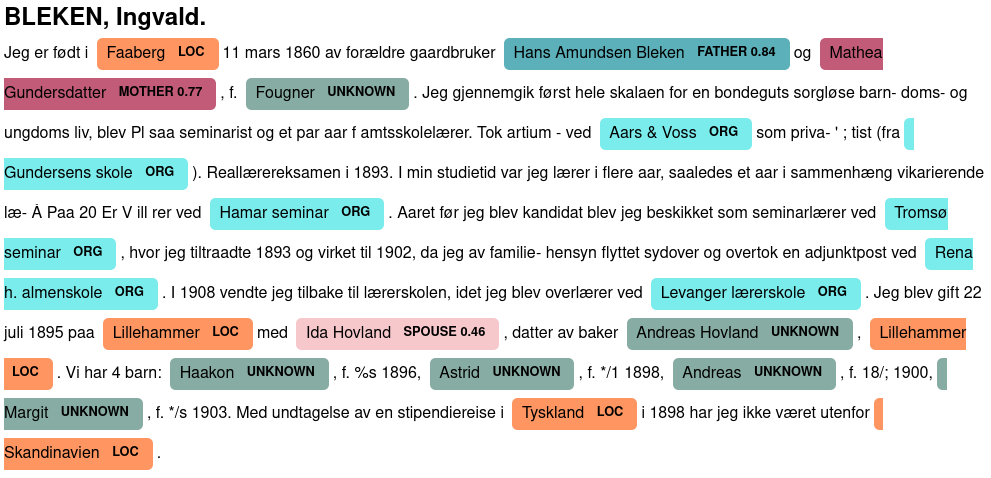 BLEKEN, Ingvald.
Jeg er født i Faaberg LOC 11 mars 1860 av forældre gaardbruker Hans Amundsen Bleken FATHER 0.84 og Mathea
Gundersdatter MOTHER 0.77 , f. Fougner UNKNOWN . Jeg gjennemgik først hele skalaen for en bondeguts sorgløse barn- doms- og
ungdoms liv, blev Pl saa seminarist og et par aar f amtsskolelærer. Tok artium - ved Aars & Voss ORG som priva- ' ; tist (fra
Gundersens skole ORG ). Reallærereksamen i 1893. I min studietid var jeg lærer i flere aar, saaledes et aar i sammenhæng vikarierende
læ- Å Paa 20 Er V ill rer ved Hamar seminar ORG . Aaret før jeg blev kandidat blev jeg beskikket som seminarlærer ved Tromsø
seminar ORG , hvor jeg tiltraadte 1893 og virket til 1902, da jeg av familie- hensyn flyttet sydover og overtok en adjunktpost ved Rena
h. almenskole ORG . I 1908 vendte jeg tilbake til lærerskolen, idet jeg blev overlærer ved Levanger lærerskole ORG . Jeg blev gift 22
juli 1895 paa Lillehammer LOC med Ida Hovland SPOUSE 0.46 , datter av baker Andreas Hovland UNKNOWN , Lillehammer
LOC . Vi har 4 barn: Haakon UNKNOWN , f. %s 1896, Astrid UNKNOWN , f. */1 1898, Andreas UNKNOWN , f. 18/; 1900,
Margit UNKNOWN , f. */s 1903. Med undtagelse av en stipendiereise i Tyskland LOC i 1898 har jeg ikke været utenfor
Skandinavien LOC .